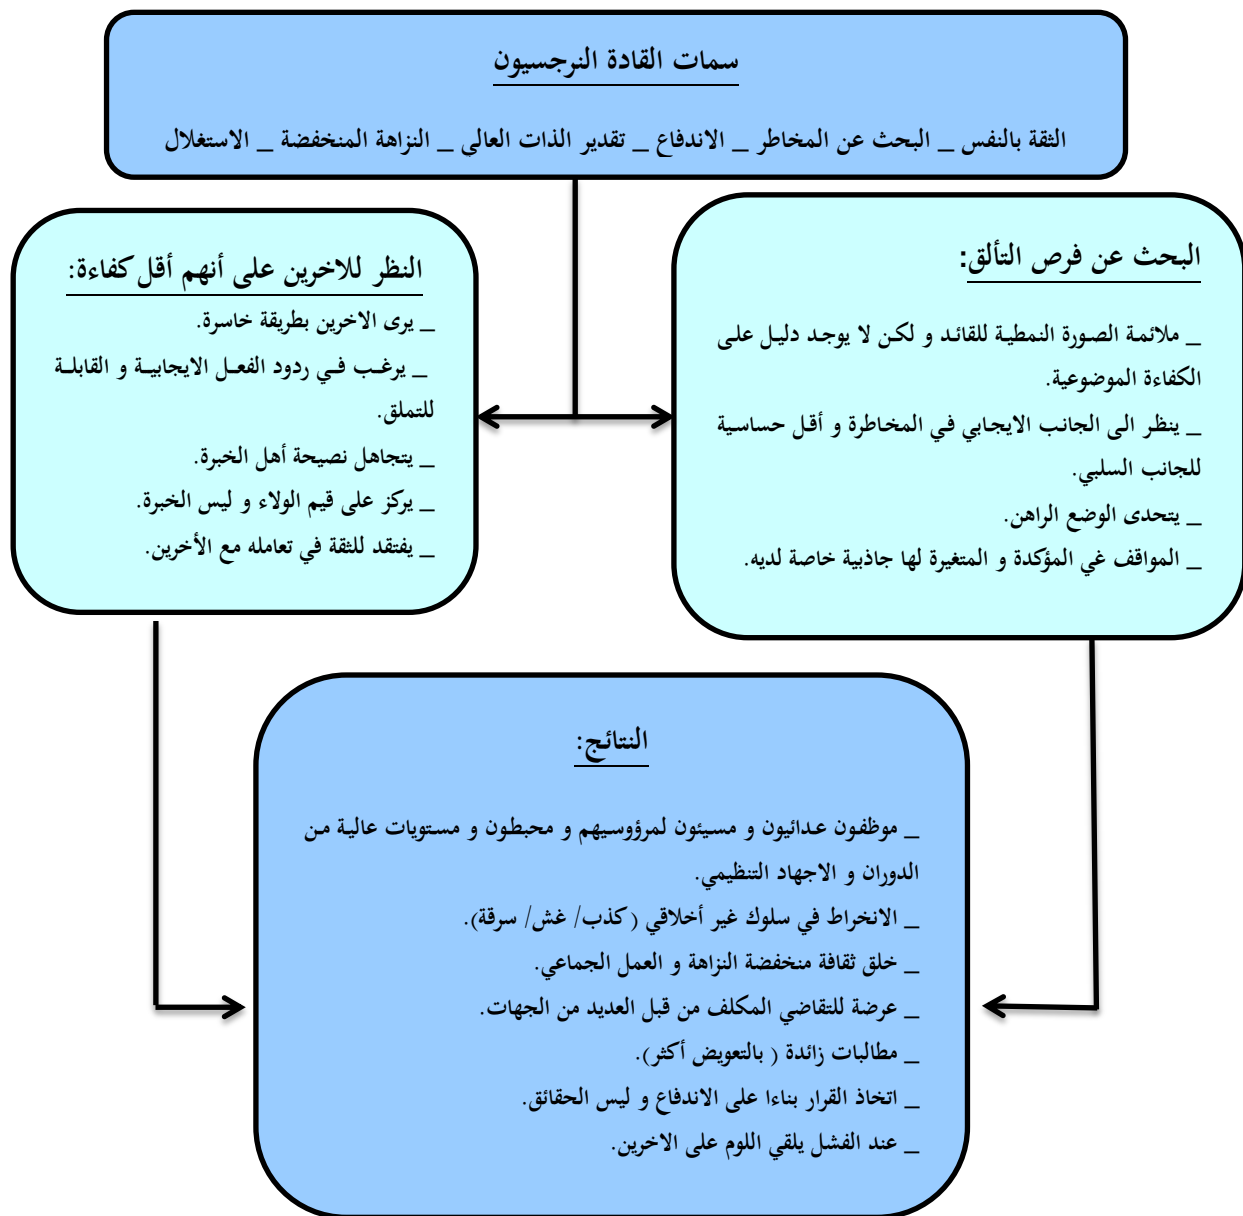 سمات القادة النرجسيون
الثقة بالنفس _ البحث عن المخاطر _ الاندفاع _ تقدير الذات العالي _ النزاهة المنخفضة _ الاستغلال
البحث عن فرص التألق:
_ ملائمة الصورة النمطية للقائد و لكن لا يوجد دليل على
الكفاءة الموضوعية.
_ ينظر الى الجانب الايجابي في المخاطرة و أقل حساسية
للجانب السلبي.
_ يتحدى الوضع الراهن.
_ المواقف غي المؤكدة و المتغيرة لها جاذبية خاصة لديه.
النظر للاخرين على أنهم أقل كفاءة:
_ يرى الاخرين بطريقة خاسرة.
_ يرغب في ردود الفعل الايجابية و القابلة
للتملق.
_ يتجاهل نصيحة أهل الخبرة.
_ يركز على قيم الولاء و ليس الخبرة.
_ يفتقد للثقة في تعامله مع الأخرين.
النتائج:
_ موظفون عدائيون و مسيئون لمرؤوسيهم و محبطون و مستويات عالية من
الدوران و الاجهاد التنظيمي.
_ الانخراط في سلوك غير أخلاقي (كذب/ غش/ سرقة).
_ خلق ثقافة منخفضة النزاهة و العمل الجماعي.
_ عرضة للتقاضي المكلف من قبل العديد من الجهات.
_ مطالبات زائدة ( بالتعويض أكثر).
_ اتخاذ القرار بناءا على الاندفاع و ليس الحقائق.
_ عند الفشل يلقي اللوم على الاخرين.